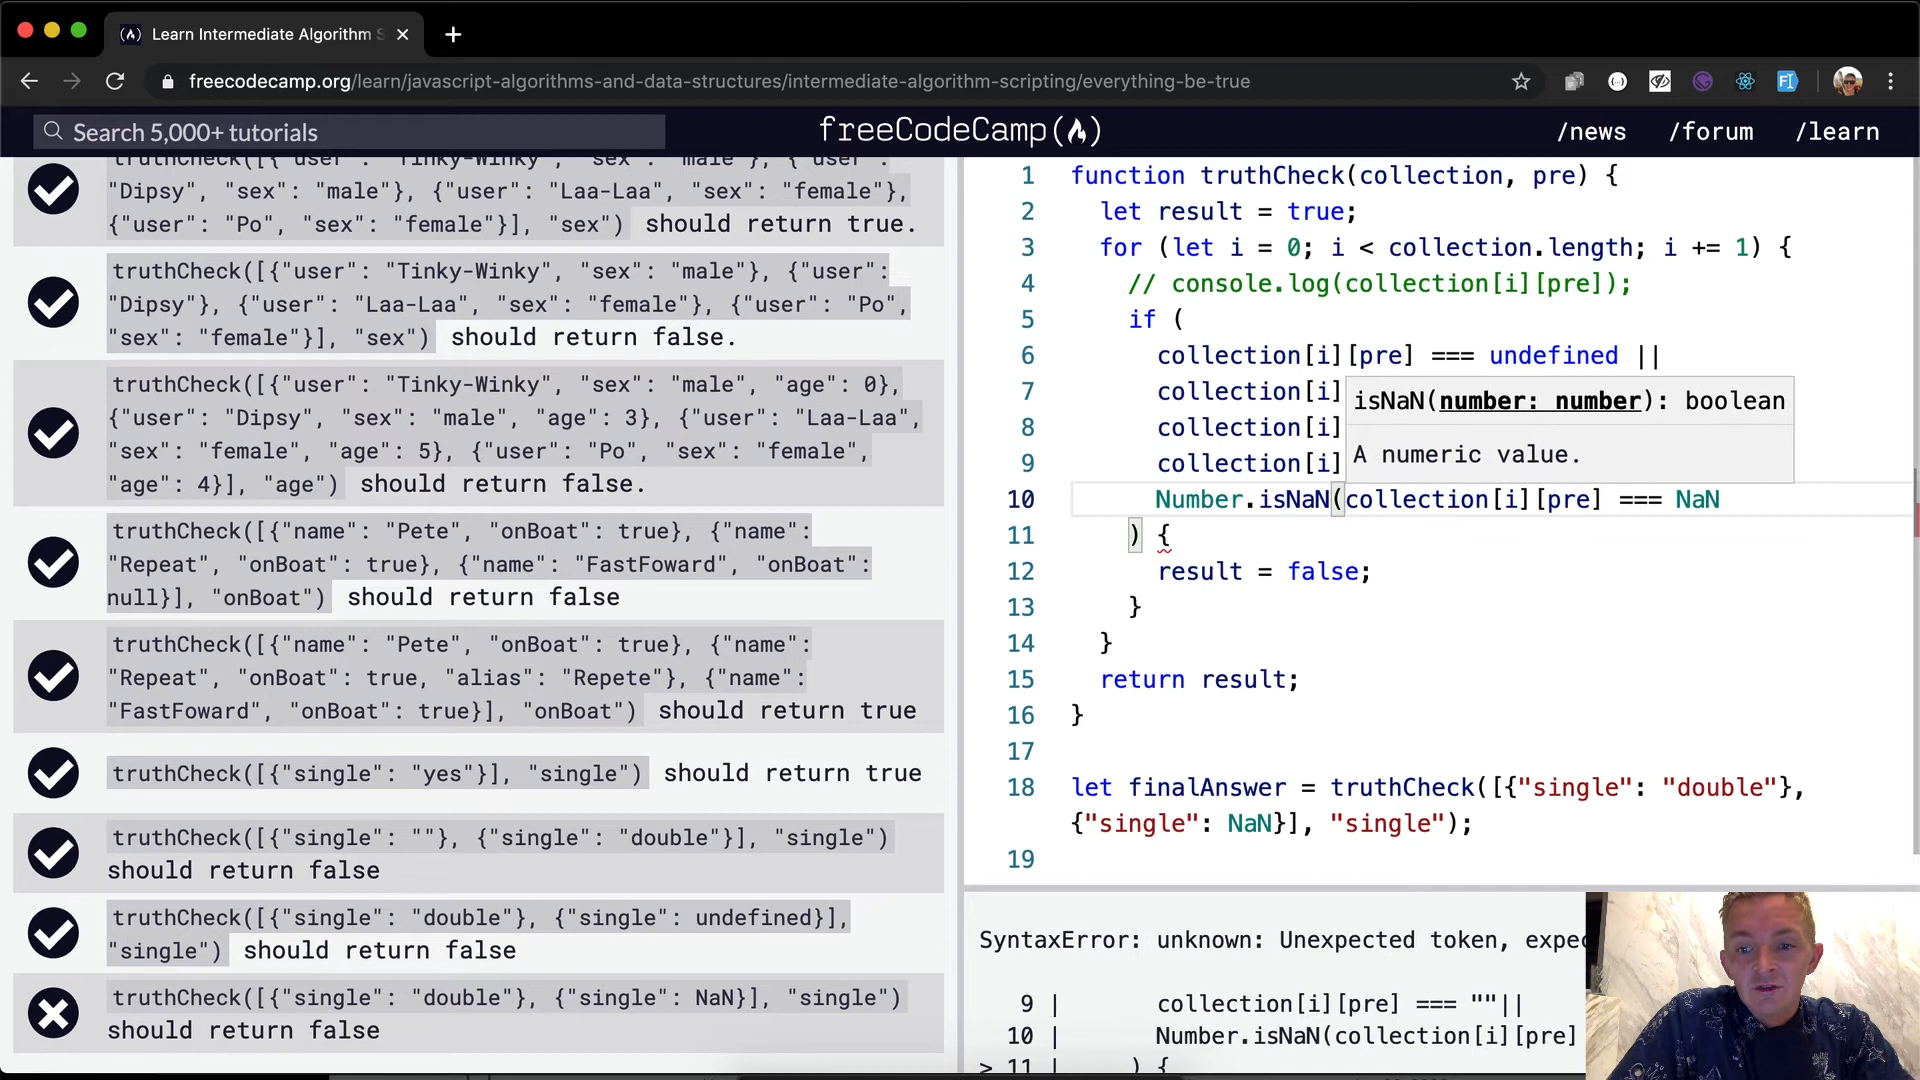 Learn Intermediate Algorithm S
freecodecamp.org/learn/javascript-algorithms-and-data-structures/intermediate-algorithm-scripting/everything-be-true
Search 5,000+ tutorials
freeCodeCamp
/news /forum /learn
truthCheck([{"user": "Tinky-Winky", "sex": "male"}, {"user":
"Dipsy", "sex": "male"}, {"user": "Laa-Laa", "sex": "female"},
{"user": "Po", "sex": "female"}], "sex") should return true.
truthCheck([{"user": "Tinky-Winky", "sex": "male"}, {"user":
"Dipsy"}, {"user": "Laa-Laa", "sex": "female"}, {"user": "Po",
"sex": "female"}], "sex") should return false.
truthCheck([{"user": "Tinky-Winky", "sex": "male", "age": 0},
{"user": "Dipsy", "sex": "male", "age": 3}, {"user": "Laa-Laa",
"sex": "female", "age": 5}, {"user": "Po", "sex": "female",
"age": 4}], "age") should return false.
truthCheck([{"name": "Pete", "onBoat": true}, {"name":
"Repeat", "onBoat": true}, {"name": "FastFoward", "onBoat":
null}], "onBoat") should return false
truthCheck([{"name": "Pete", "onBoat": true}, {"name":
"Repeat", "onBoat": true, "alias": "Repete"}, {"name":
"FastFoward", "onBoat": true}], "onBoat") should return true
truthCheck([{"single": "yes"}], "single") should return true
truthCheck([{"single": ""}, {"single": "double"}], "single")
should return false
truthCheck([{"single": "double"}, {"single": undefined}],
"single") should return false
truthCheck([{"single": "double"}, {"single": NaN}], "single")
should return false
1 function truthCheck(collection, pre) {
2 let result = true;
3 for (let i = 0; i < collection.length; i += 1) {
4 // console.log(collection[i][pre]);
5 if (
6 collection[i][pre] === undefined ||
7 collection[i]
8 collection[i]
9 collection[i]
isNaN(number: number): boolean
A numeric value.
10 Number.isNaN(collection[i][pre] === NaN
11 ) {
12 result = false;
13 }
14 }
15 return result;
16 }
17
18 let finalAnswer = truthCheck([{"single": "double"},
{"single": NaN}], "single");
19
SyntaxError: unknown: Unexpected token, expec
9 | collection[i][pre] === ""||
10 | Number.isNaN(collection[i][pre]
> 11 | ) {